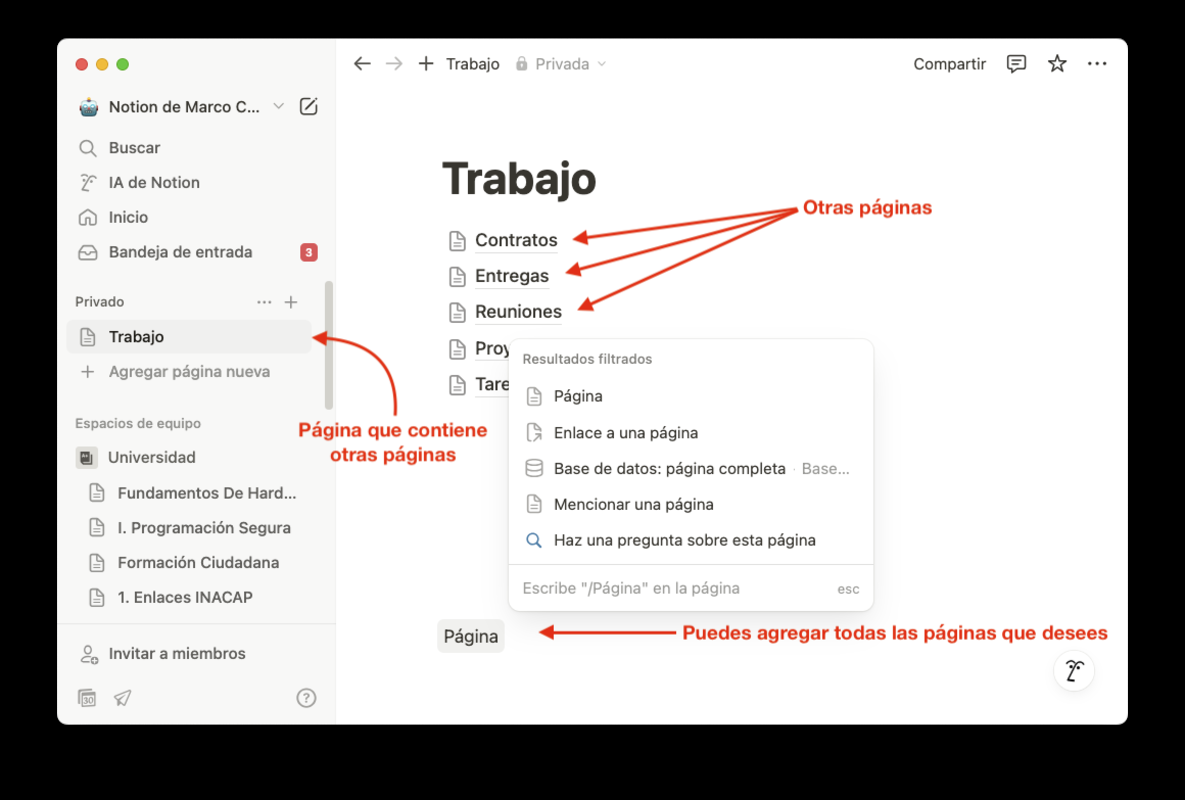 Trabajo
Privada
Compartir
Notion de Marco C...
Buscar
IA de Notion
Inicio
Bandeja de entrada
3
Privado
Trabajo
Agregar página nueva
Espacios de equipo
Universidad
Fundamentos De Hard...
I. Programación Segura
Formación Ciudadana
1. Enlaces INACAP
Invitar a miembros
30
?
Trabajo
Otras páginas
Contratos
Entregas
Reuniones
Proy
Tare
Página que contiene
otras páginas
Resultados filtrados
Página
Enlace a una página
Base de datos: página completa · Base...
Mencionar una página
Haz una pregunta sobre esta página
Escribe "/Página" en la página
esc
Página
Puedes agregar todas las páginas que desees